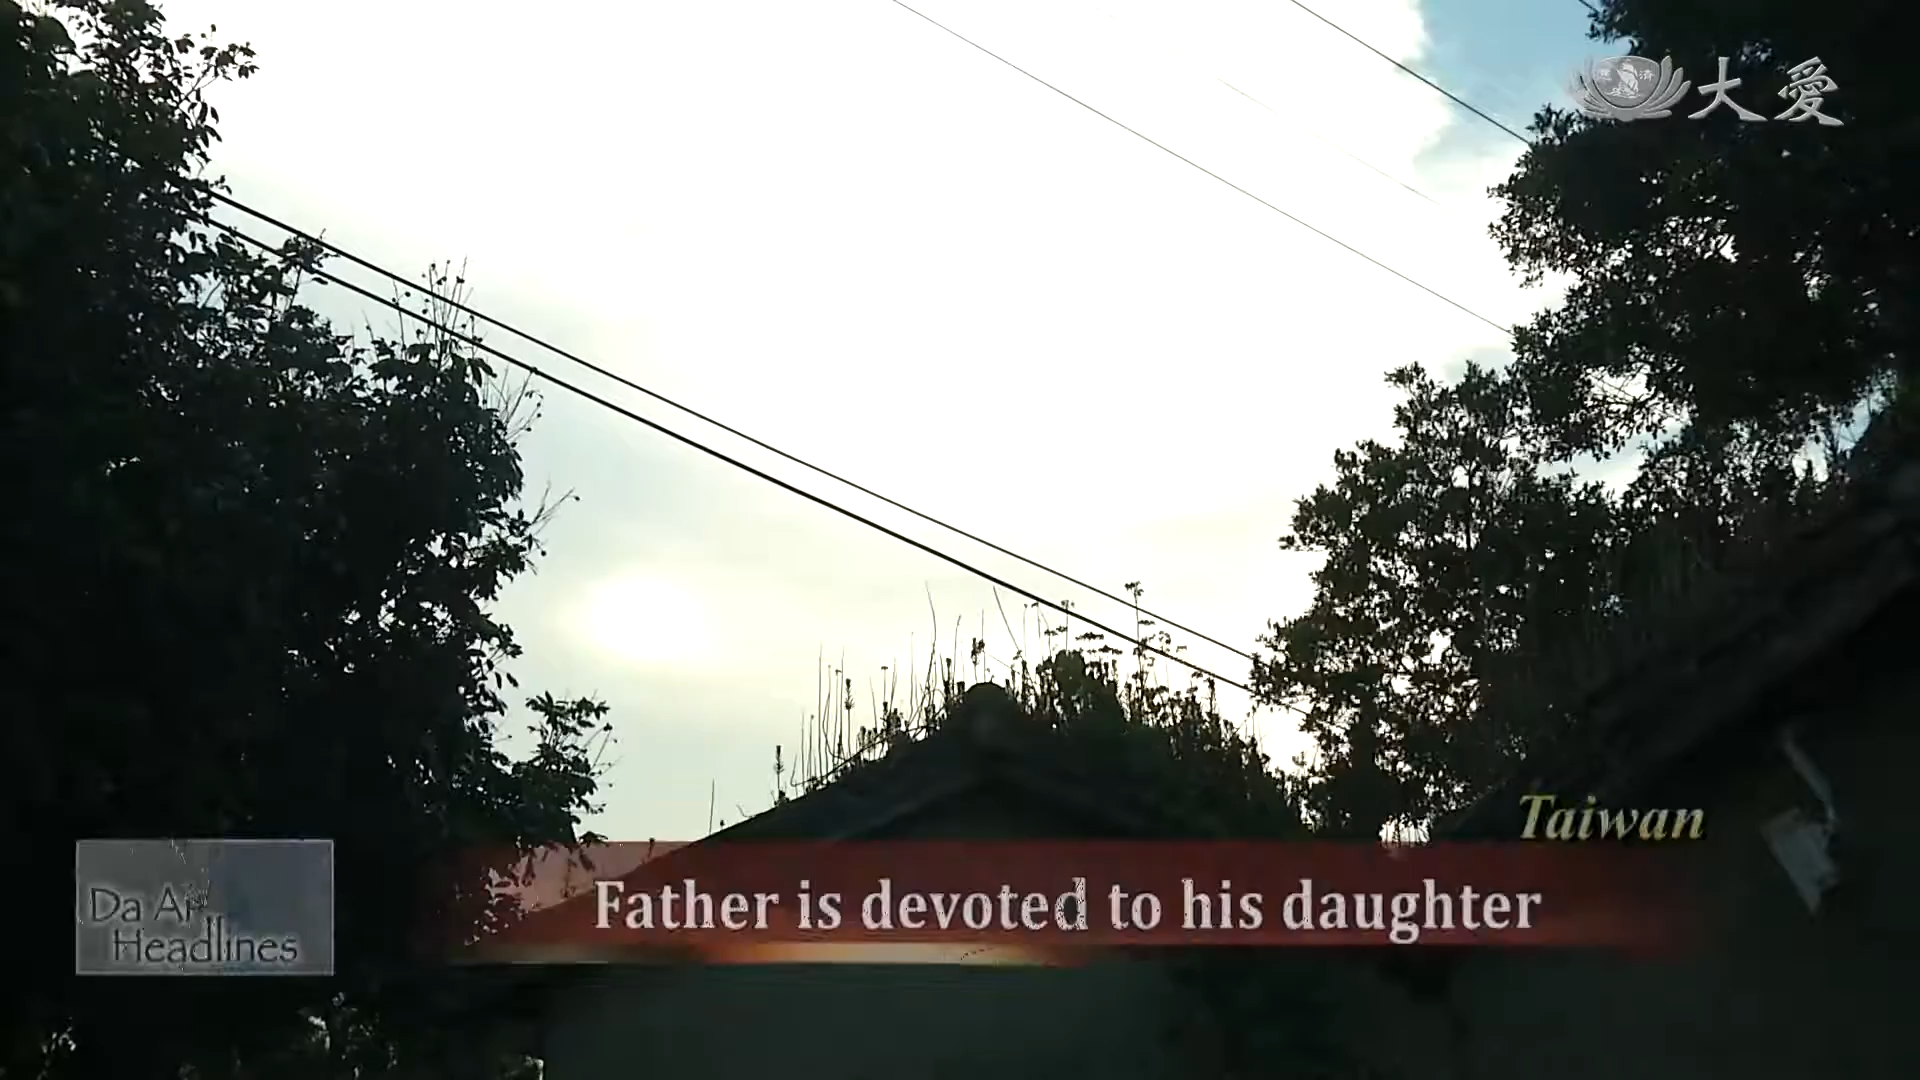 大愛
Taiwan
Da Ai
Headlines
Father is devoted to his daughter